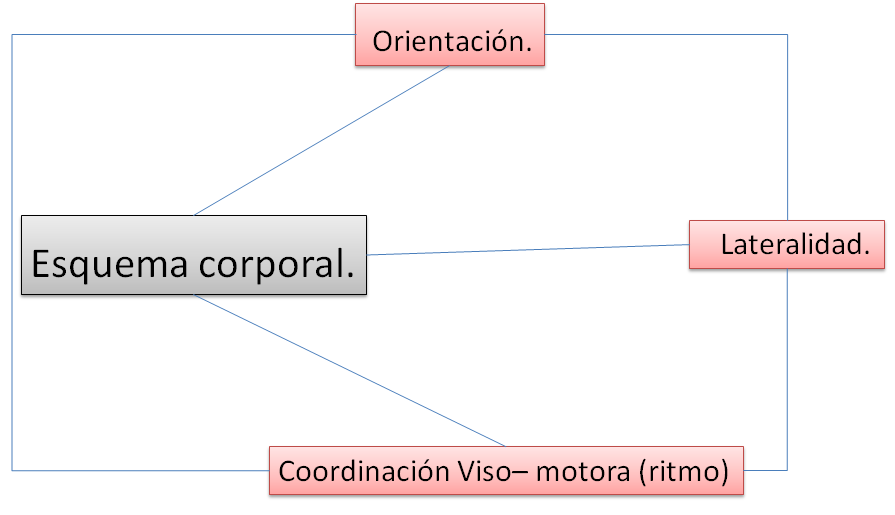 Orientación.
Esquema corporal.
Lateralidad.
Coordinación Viso– motora (ritmo)